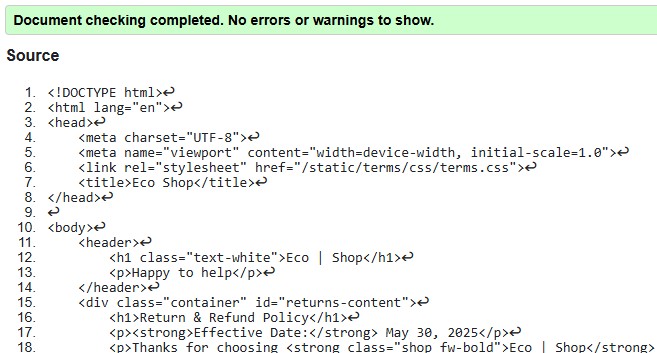 Document checking completed. No errors or warnings to show.
Source
1. <!DOCTYPE html>↩
2. <html lang="en">↩
3. <head>↩
4.     <meta charset="UTF-8">↩
5.     <meta name="viewport" content="width=device-width, initial-scale=1.0">↩
6.     <link rel="stylesheet" href="/static/terms/css/terms.css">↩
7.     <title>Eco Shop</title>↩
8. </head>↩
9. ↩
10. <body>↩
11.     <header>↩
12.         <h1 class="text-white">Eco | Shop</h1>↩
13.         <p>Happy to help</p>↩
14.     </header>↩
15.     <div class="container" id="returns-content">↩
16.         <h1>Return & Refund Policy</h1>↩
17.         <p><strong>Effective Date:</strong> May 30, 2025</p>↩
18.         <p>Thanks for choosing <strong class="shop fw-bold">Eco | Shop</strong>